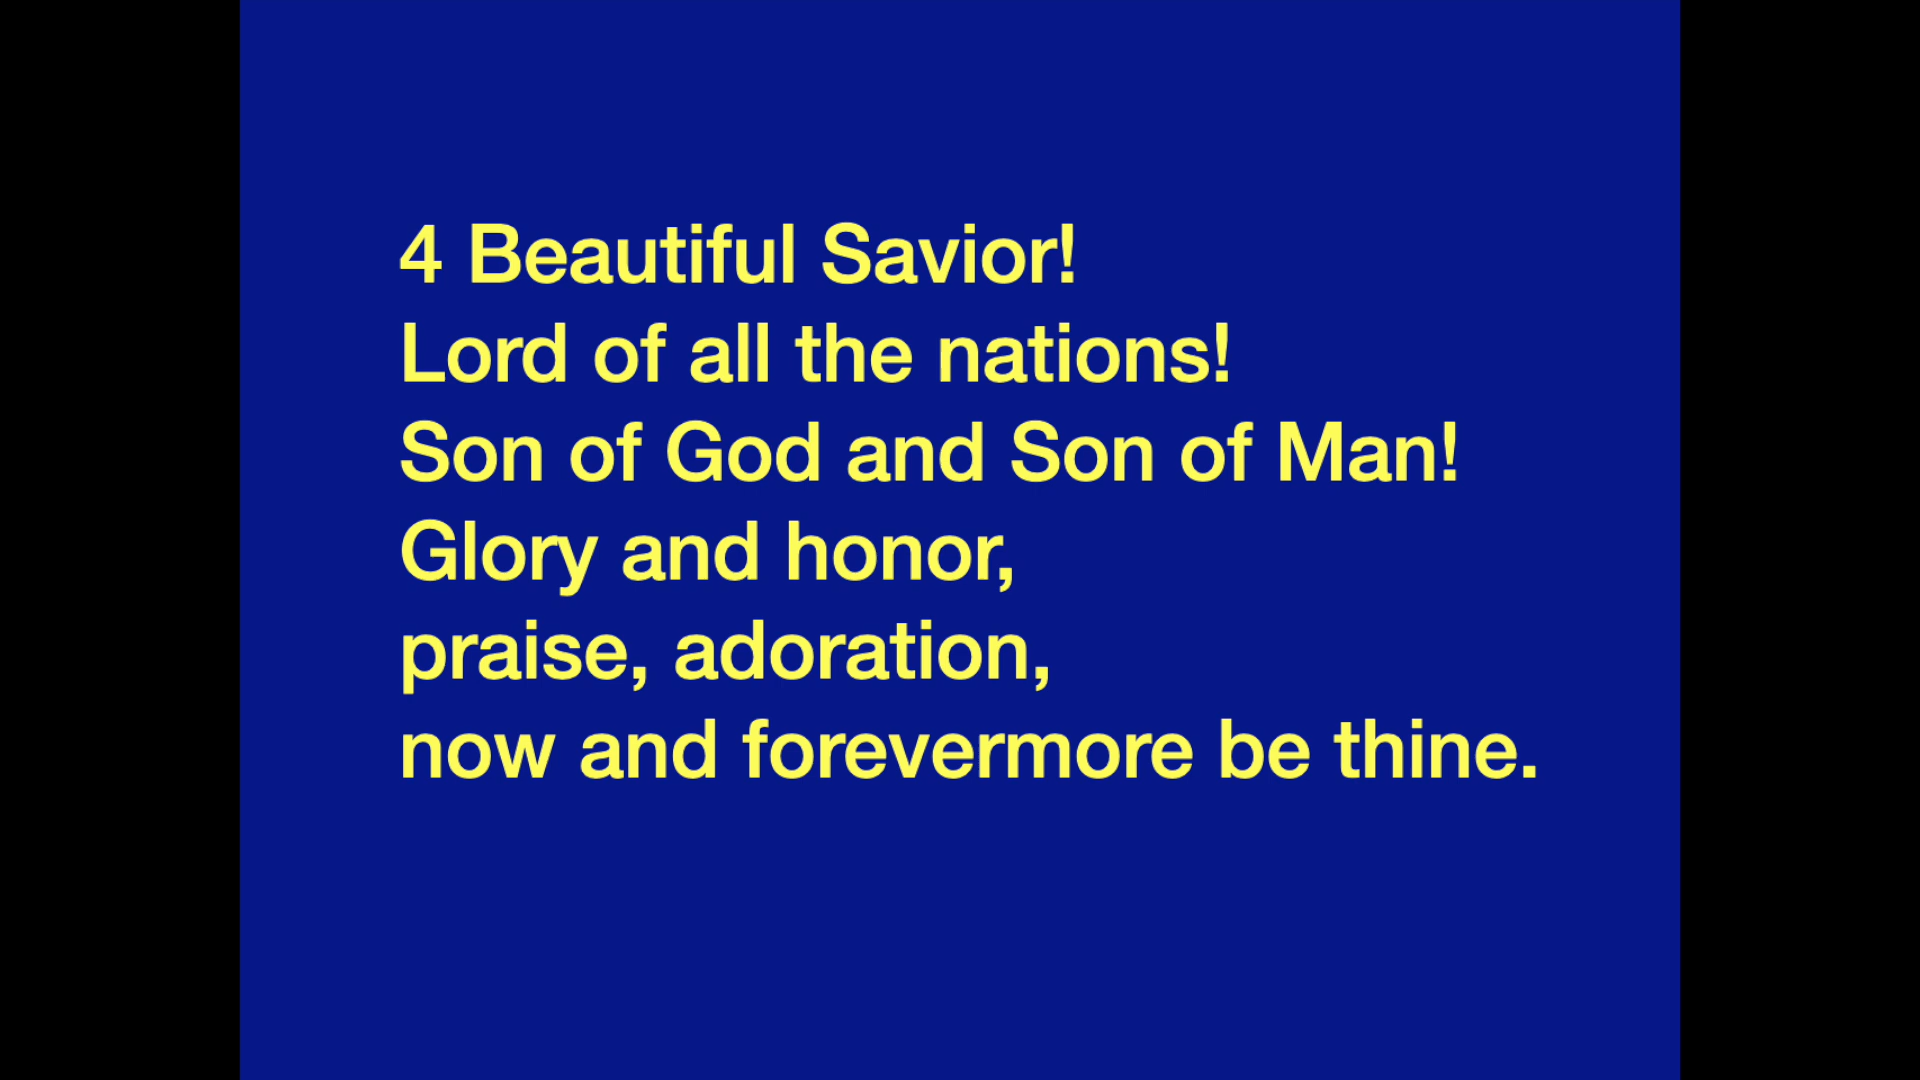 4 Beautiful Savior!
Lord of all the nations!
Son of God and Son of Man!
Glory and honor,
praise, adoration,
now and forevermore be thine.